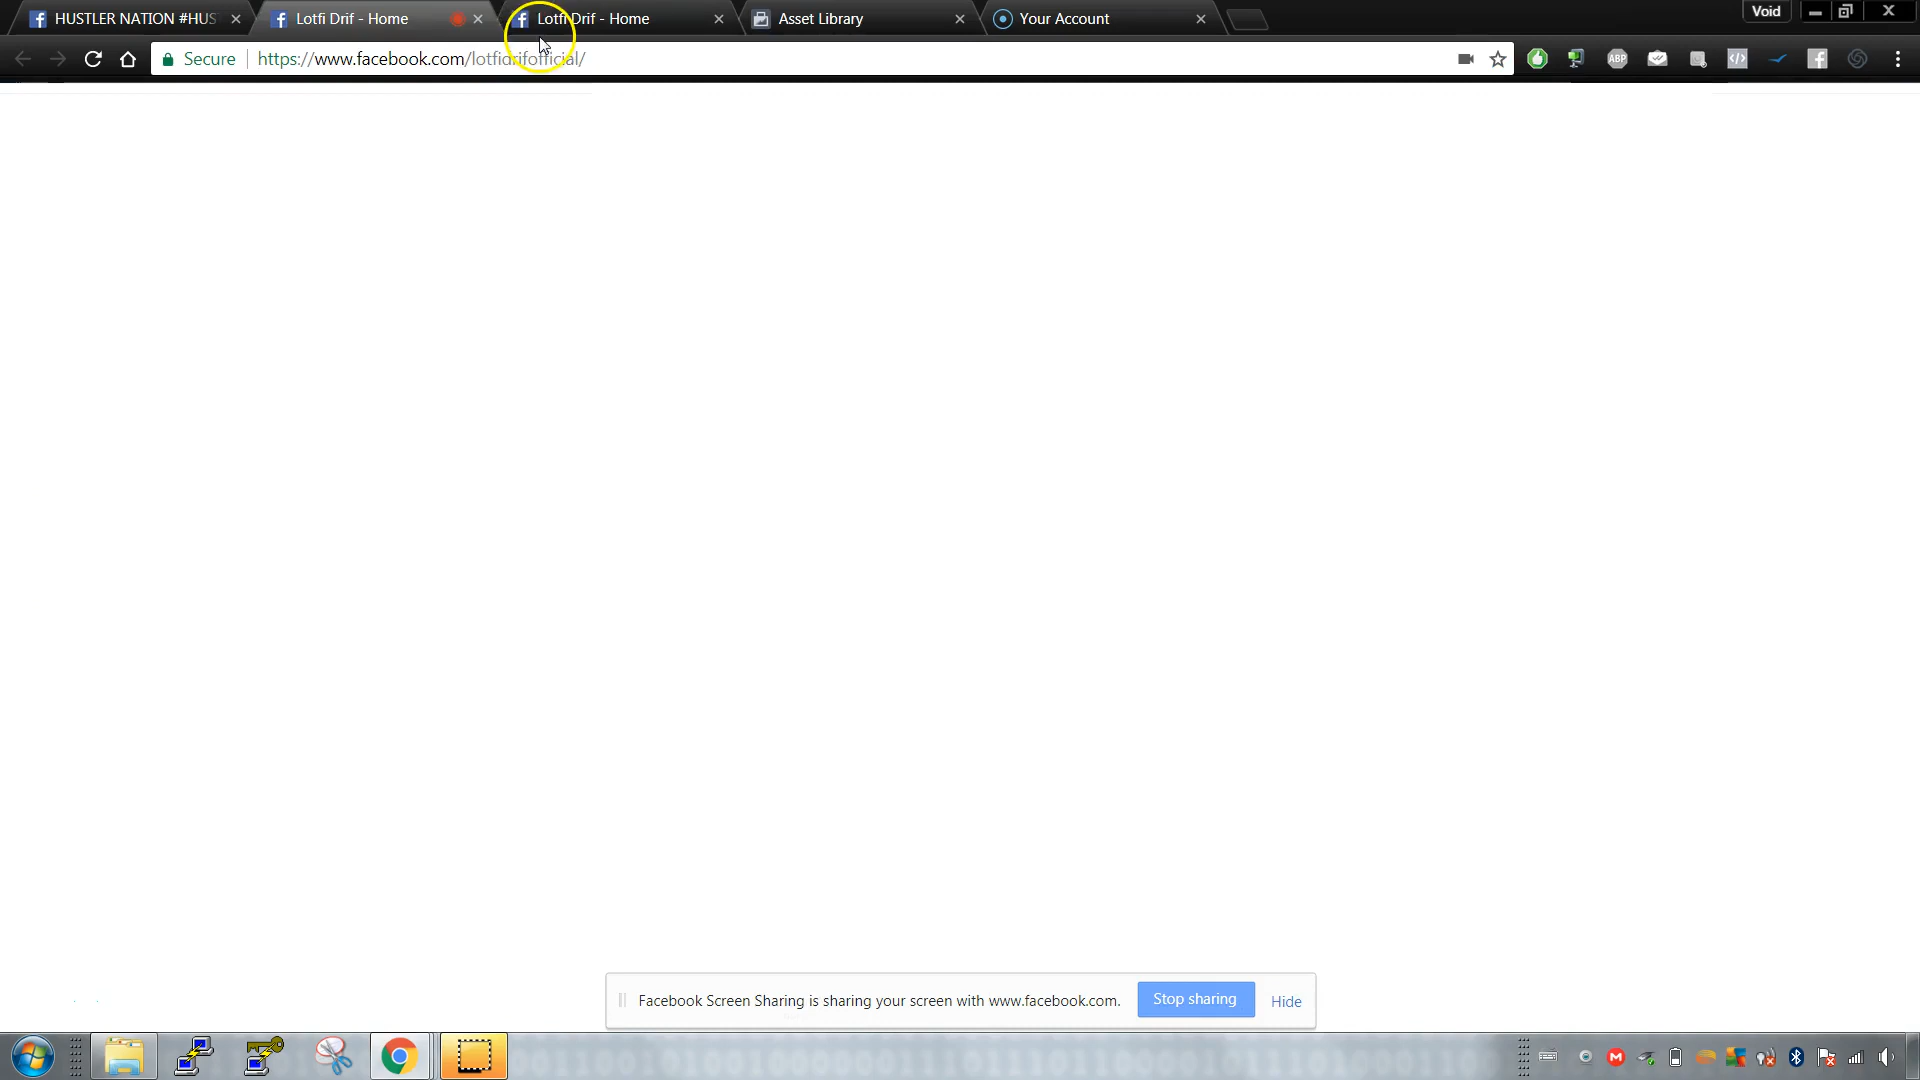 HUSTLER NATION #HUS
Lotfi Drif - Home
Lotfi Drif - Home
Asset Library
Your Account
Void
Secure
https://www.facebook.com/lotfidrifofficial/
ABP
Facebook Screen Sharing is sharing your screen with www.facebook.com.
Stop sharing
Hide